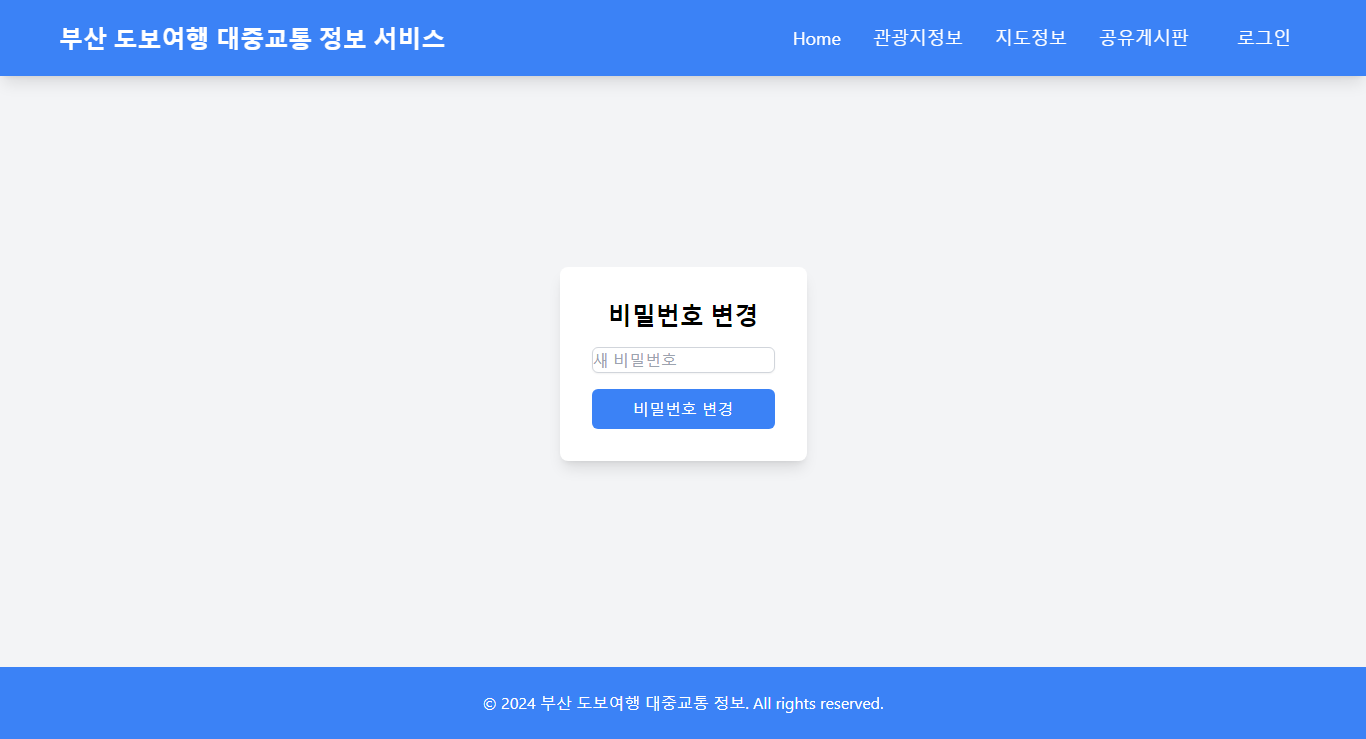 부산 도보여행 대중교통 정보 서비스
Home 관광지정보 지도정보 공유게시판 로그인
비밀번호 변경
새 비밀번호
비밀번호 변경
© 2024 부산 도보여행 대중교통 정보. All rights reserved.